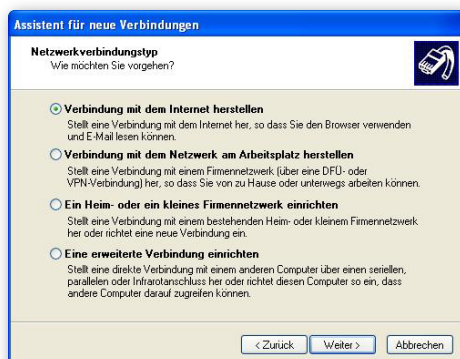 Assistent für neue Verbindungen
Netzwerkverbindungstyp
Wie möchten Sie vorgehen?
Verbindung mit dem Internet herstellen
Stellt eine Verbindung mit dem Internet her, so dass Sie den Browser verwenden
und E-Mail lesen können.
Verbindung mit dem Netzwerk am Arbeitsplatz herstellen
Stellt eine Verbindung mit einem Firmennetzwerk (über eine DFÜ- oder
VPN-Verbindung) her, so dass Sie von zu Hause oder unterwegs arbeiten können.
Ein Heim- oder ein kleines Firmennetzwerk einrichten
Stellt eine Verbindung mit einem bestehenden Heim- oder kleinem Firmennetzwerk
her oder richtet eine neue Verbindung ein.
Eine erweiterte Verbindung einrichten
Stellt eine direkte Verbindung mit einem anderen Computer über einen seriellen,
parallelen oder Infrarotanschluss her oder richtet diesen Computer so ein, dass
andere Computer darauf zugreifen können.
< Zurück Weiter > Abbrechen